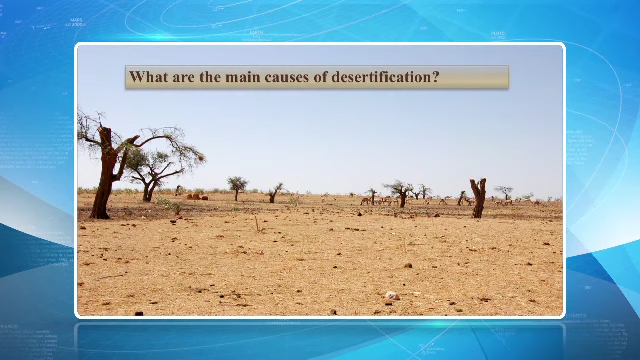 What are the main causes of desertification?